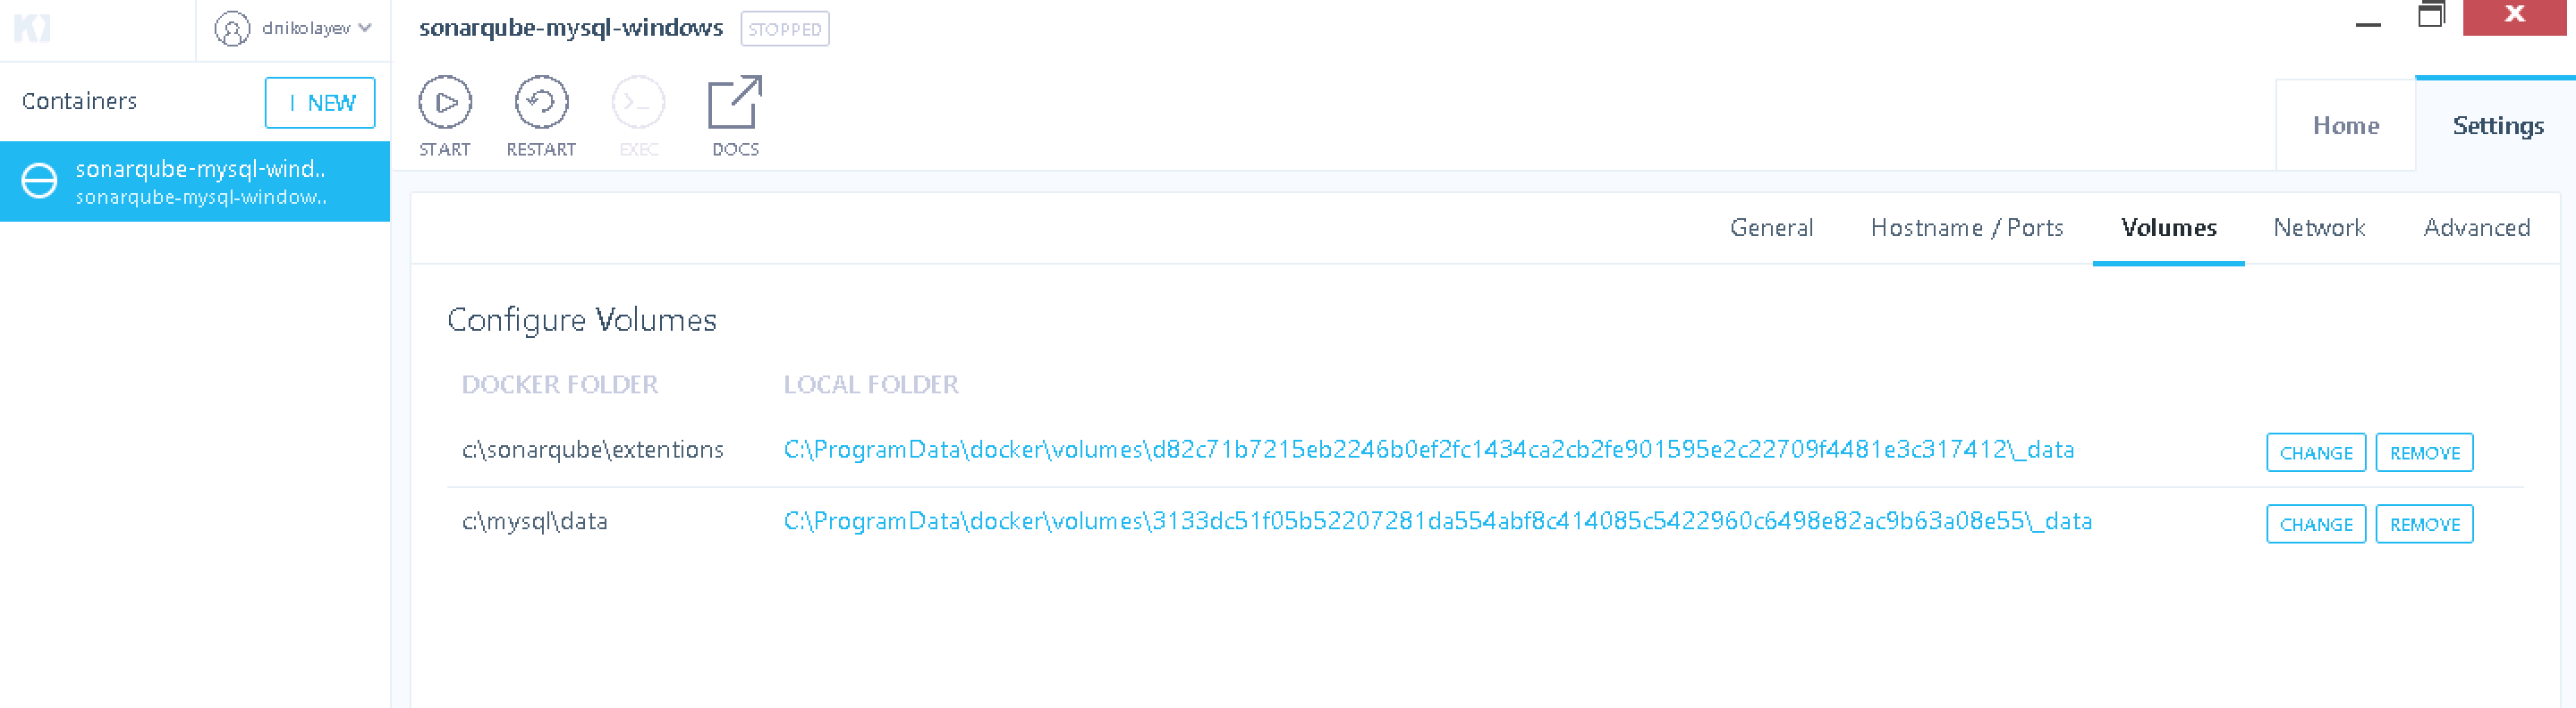 dnikolayev
sonarqube-mysql-windows STOPPED
Containers
NEW
START RESTART EXEC DOCS
Home Settings
sonarqube-mysql-wind..
sonarqube-mysql-window..
General Hostname / Ports Volumes Network Advanced
Configure Volumes
DOCKER FOLDER LOCAL FOLDER
c:\sonarqube\extentions C:\ProgramData\docker\volumes\d82c71b7215eb2246b0ef2fc1434ca2cb2fe901595e2c22709f4481e3c317412\_data CHANGE REMOVE
c:\mysql\data C:\ProgramData\docker\volumes\3133dc51f05b52207281da554abf8c414085c5422960c6498e82ac9b63a08e55\_data CHANGE REMOVE